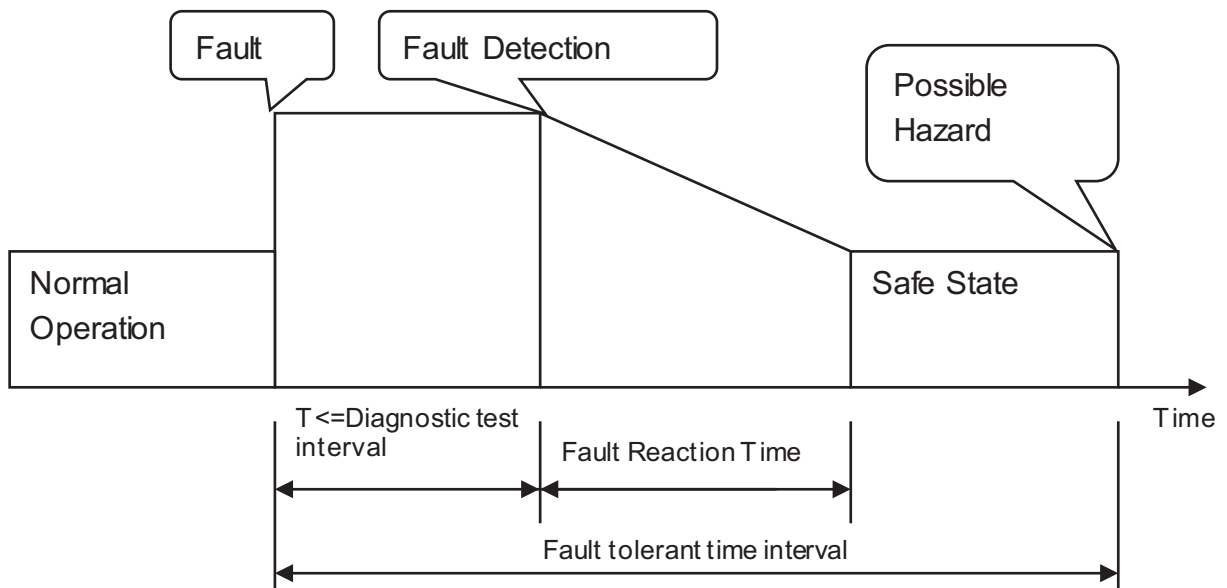 Fault
Fault Detection
Possible
Hazard
Normal
Operation
Safe State
T<=Diagnostic test
interval
Time
Fault Reaction Time
Fault tolerant time interval